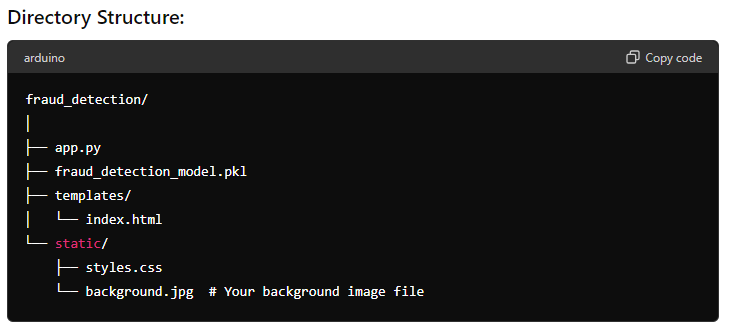 Directory Structure:
arduino Copy code
fraud_detection/
│
├── app.py
├── fraud_detection_model.pkl
├── templates/
│   └── index.html
└── static/
    ├── styles.css
    └── background.jpg  # Your background image file